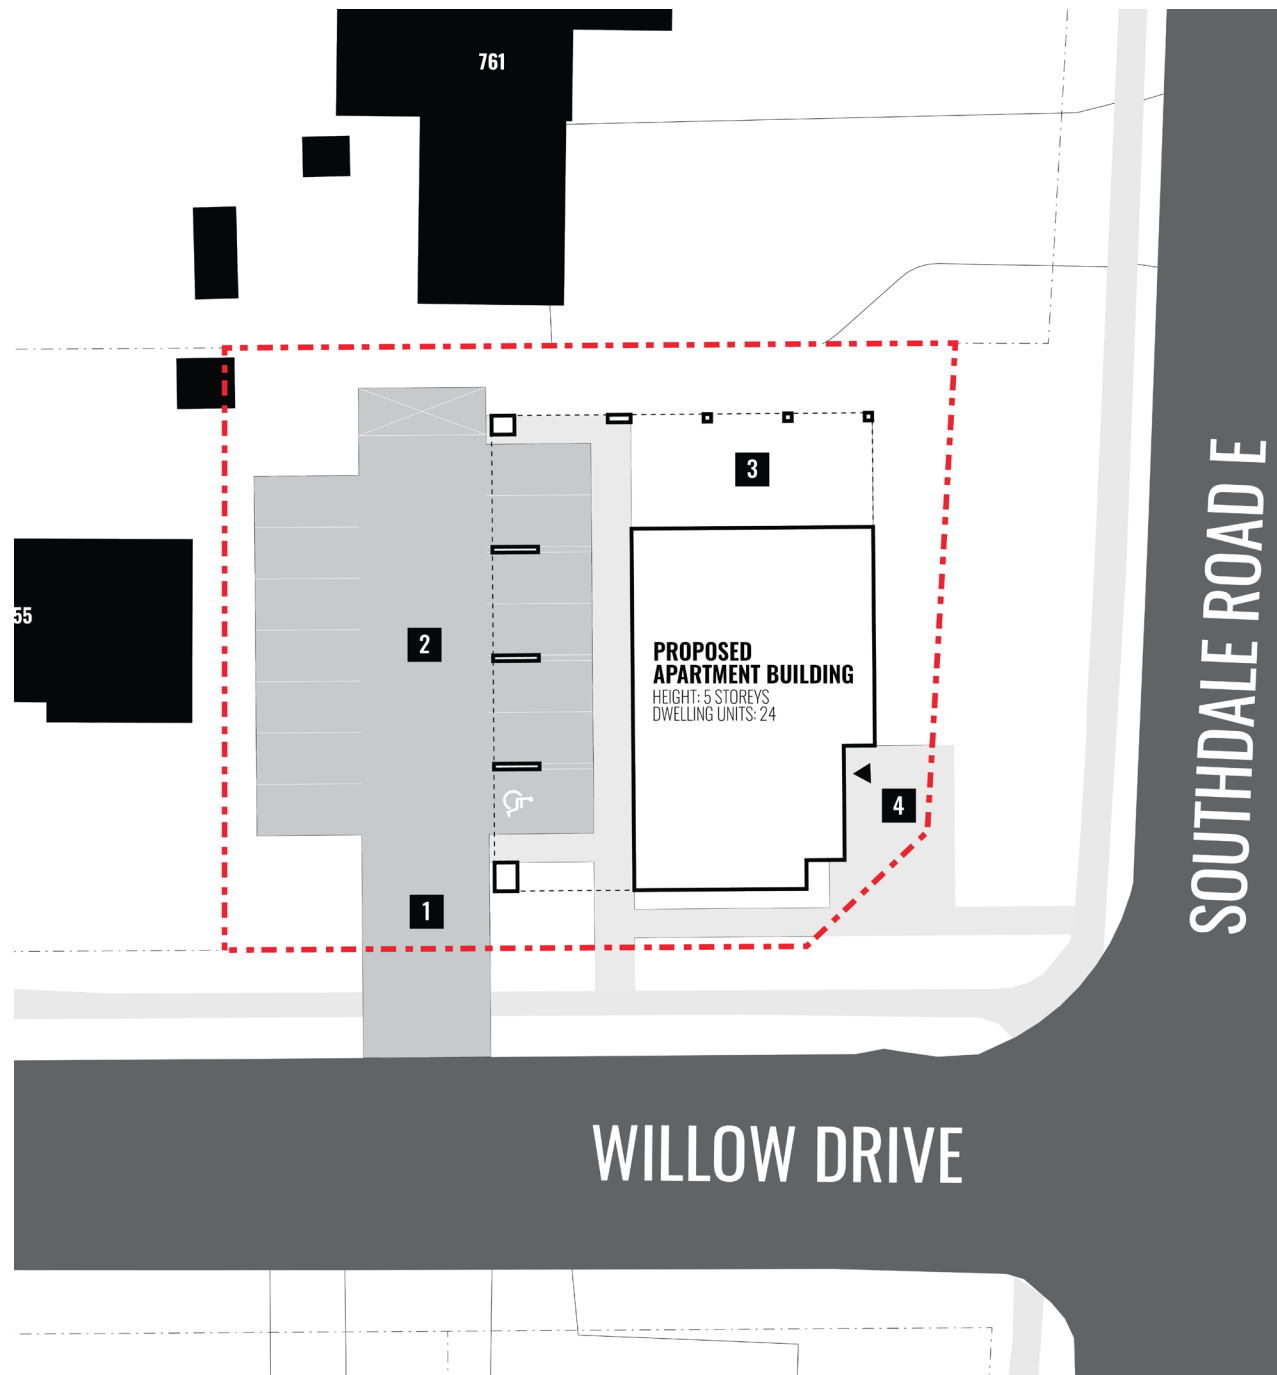 761
3
55
2
PROPOSED
APARTMENT BUILDING
HEIGHT: 5 STOREYS
DWELLING UNITS: 24
4
1
SOUTHDALE ROAD E
WILLOW DRIVE